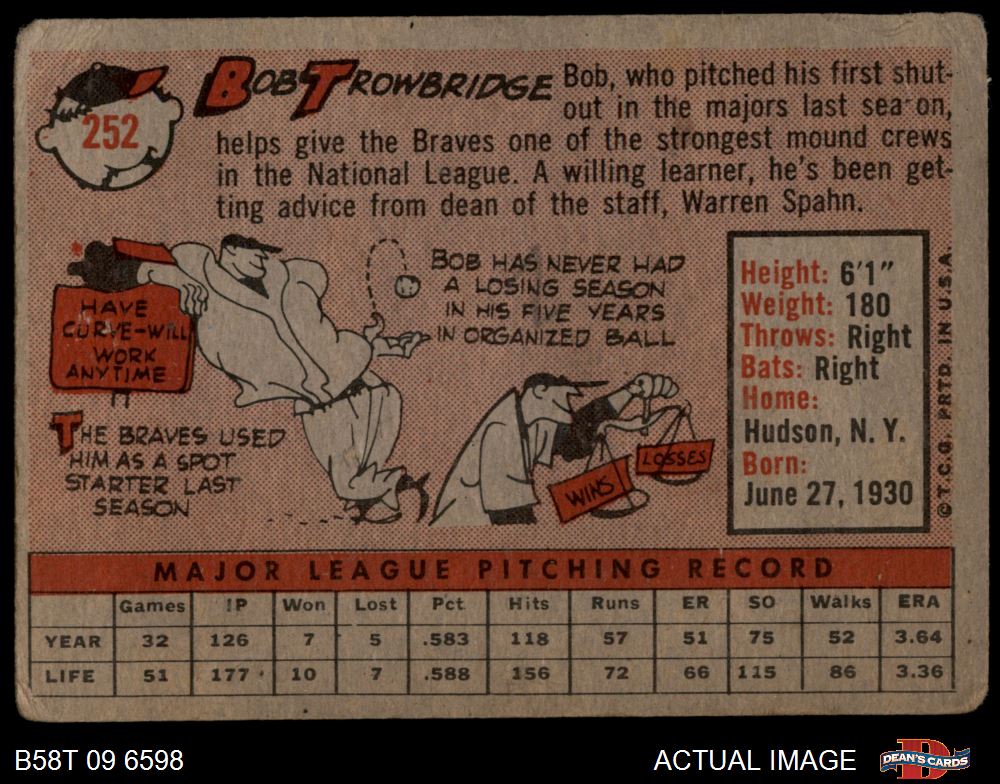 252
BOB TROWBRIDGE
Bob, who pitched his first shut-
out in the majors last sea on,
helps give the Braves one of the strongest mound crews
in the National League. A willing learner, he's been get-
ting advice from dean of the staff, Warren Spahn.
HAVE
CURVE-WILL
WORK
ANYTIME
THE BRAVES USED
HIM AS A SPOT
STARTER LAST
SEASON
BOB HAS NEVER HAD
A LOSING SEASON
IN HIS FIVE YEARS
IN ORGANIZED BALL
WINS
LOSSES
Height: 6'1"
Weight: 180
Throws: Right
Bats: Right
Home:
Hudson, N. Y.
Born:
June 27, 1930
© T.C.G. PRTD. IN U.S.A.
MAJOR LEAGUE PITCHING RECORD
Games IP Won Lost Pct. Hits Runs ER SO Walks ERA
YEAR 32 126 7 5 .583 118 57 51 75 52 3.64
LIFE 51 177 10 7 .588 156 72 66 115 86 3.36
B58T 09 6598
ACTUAL IMAGE
D
DEAN'S CARDS